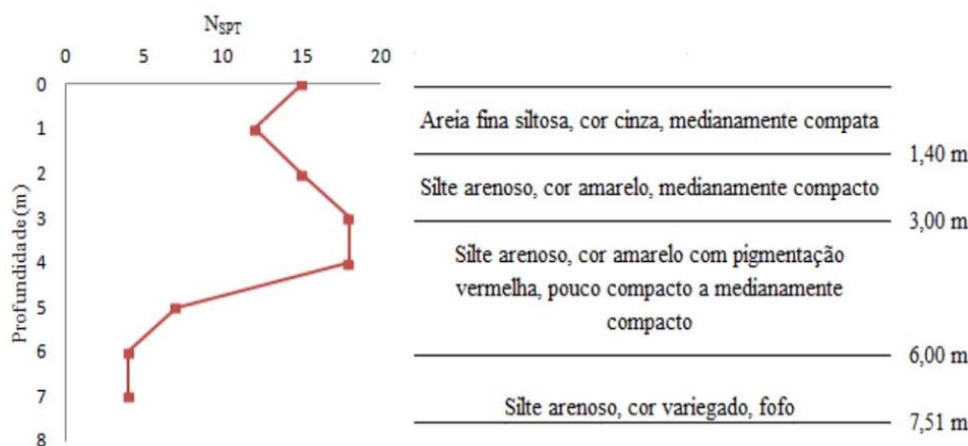 N_SPT
0 5 10 15 20
0
1
2
3
4
5
6
7
8
Profundidade (m)
Areia fina siltosa, cor cinza, medianamente compata
1,40 m
Silte arenoso, cor amarelo, medianamente compacto
3,00 m
Silte arenoso, cor amarelo com pigmentação
vermelha, pouco compacto a medianamente
compacto
6,00 m
Silte arenoso, cor variegado, fofo
7,51 m